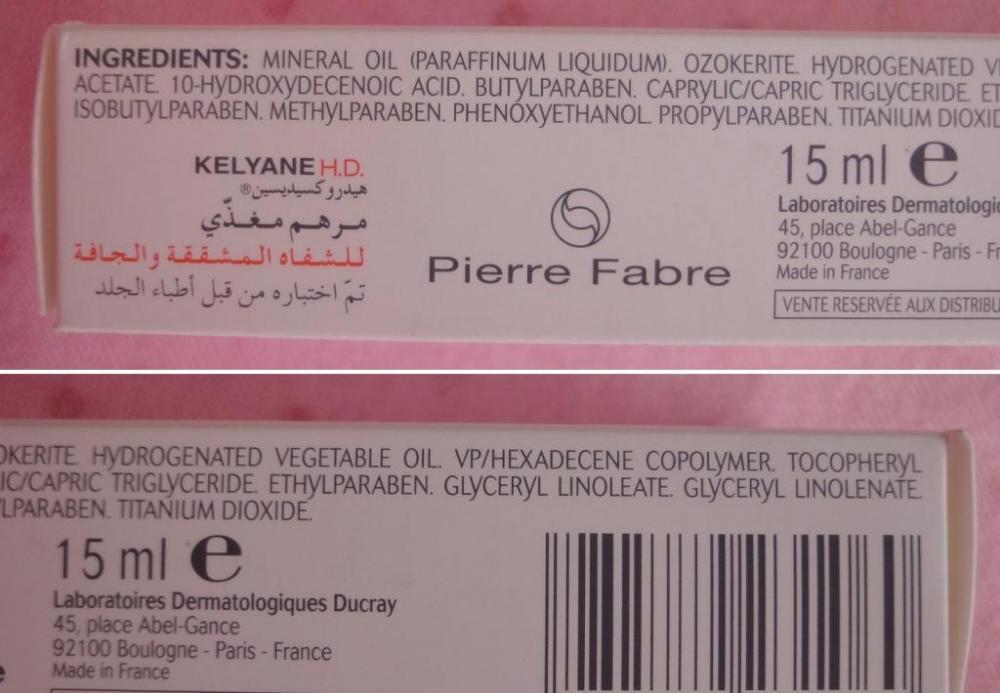 INGREDIENTS: MINERAL OIL (PARAFFINUM LIQUIDUM). OZOKERITE. HYDROGENATED
ACETATE. 10-HYDROXYDECENOIC ACID. BUTYLPARABEN. CAPRYLIC/CAPRIC TRIGLYCERIDE.
ISOBUTYLPARABEN. METHYLPARABEN. PHENOXYETHANOL. PROPYLPARABEN. TITANIUM
KELYANE H.D.
هيدروكسيديسين®
مرهم مغذّي
للشفاه المشققة والجافة
تمّ اختباره من قبل أطباء الجلد
Pierre Fabre
15 ml e
Laboratoires
45, place Abel-Gance
92100 Boulogne - Paris -
Made in France
VENTE RESERVÉE AUX
HYDROGENATED VEGETABLE OIL. VP/HEXADECENE COPOLYMER. TOCOPHERYL
TRIGLYCERIDE. ETHYLPARABEN. GLYCERYL LINOLEATE. GLYCERYL LINOLENATE.
TITANIUM DIOXIDE.
15 ml e
Laboratoires Dermatologiques Ducray
45, place Abel-Gance
92100 Boulogne - Paris - France
Made in France